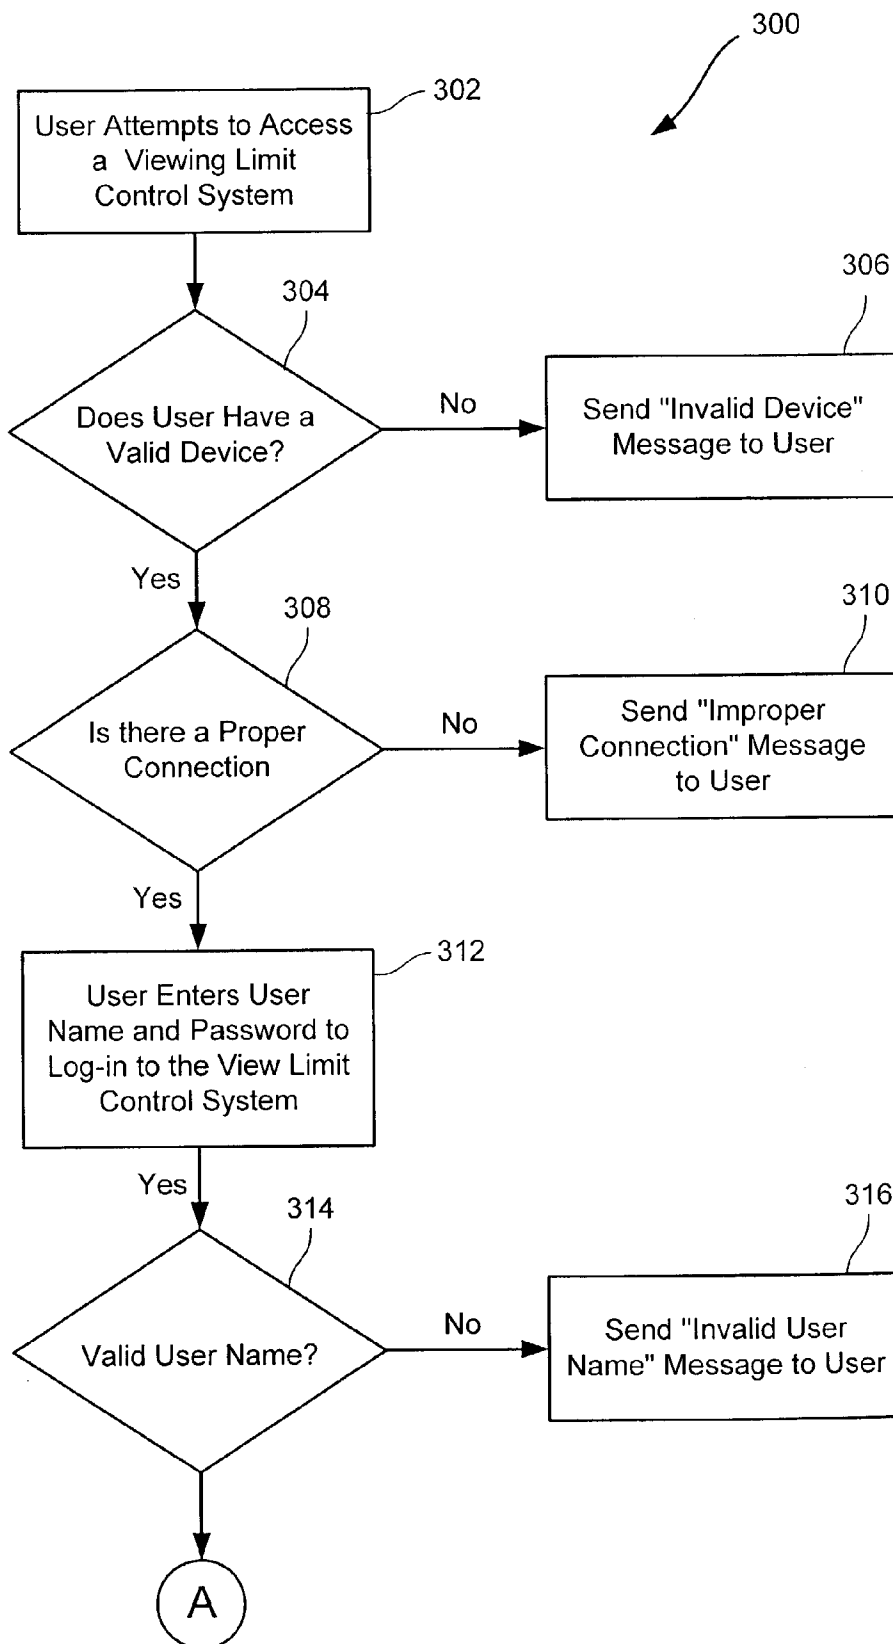 300
302
User Attempts to Access
a Viewing Limit
Control System
304
306
Does User Have a
Valid Device?
No
Send "Invalid Device"
Message to User
Yes
308
310
Is there a Proper
Connection
No
Send "Improper
Connection" Message
to User
Yes
312
User Enters User
Name and Password to
Log-in to the View Limit
Control System
Yes
314
316
Valid User Name?
No
Send "Invalid User
Name" Message to User
A